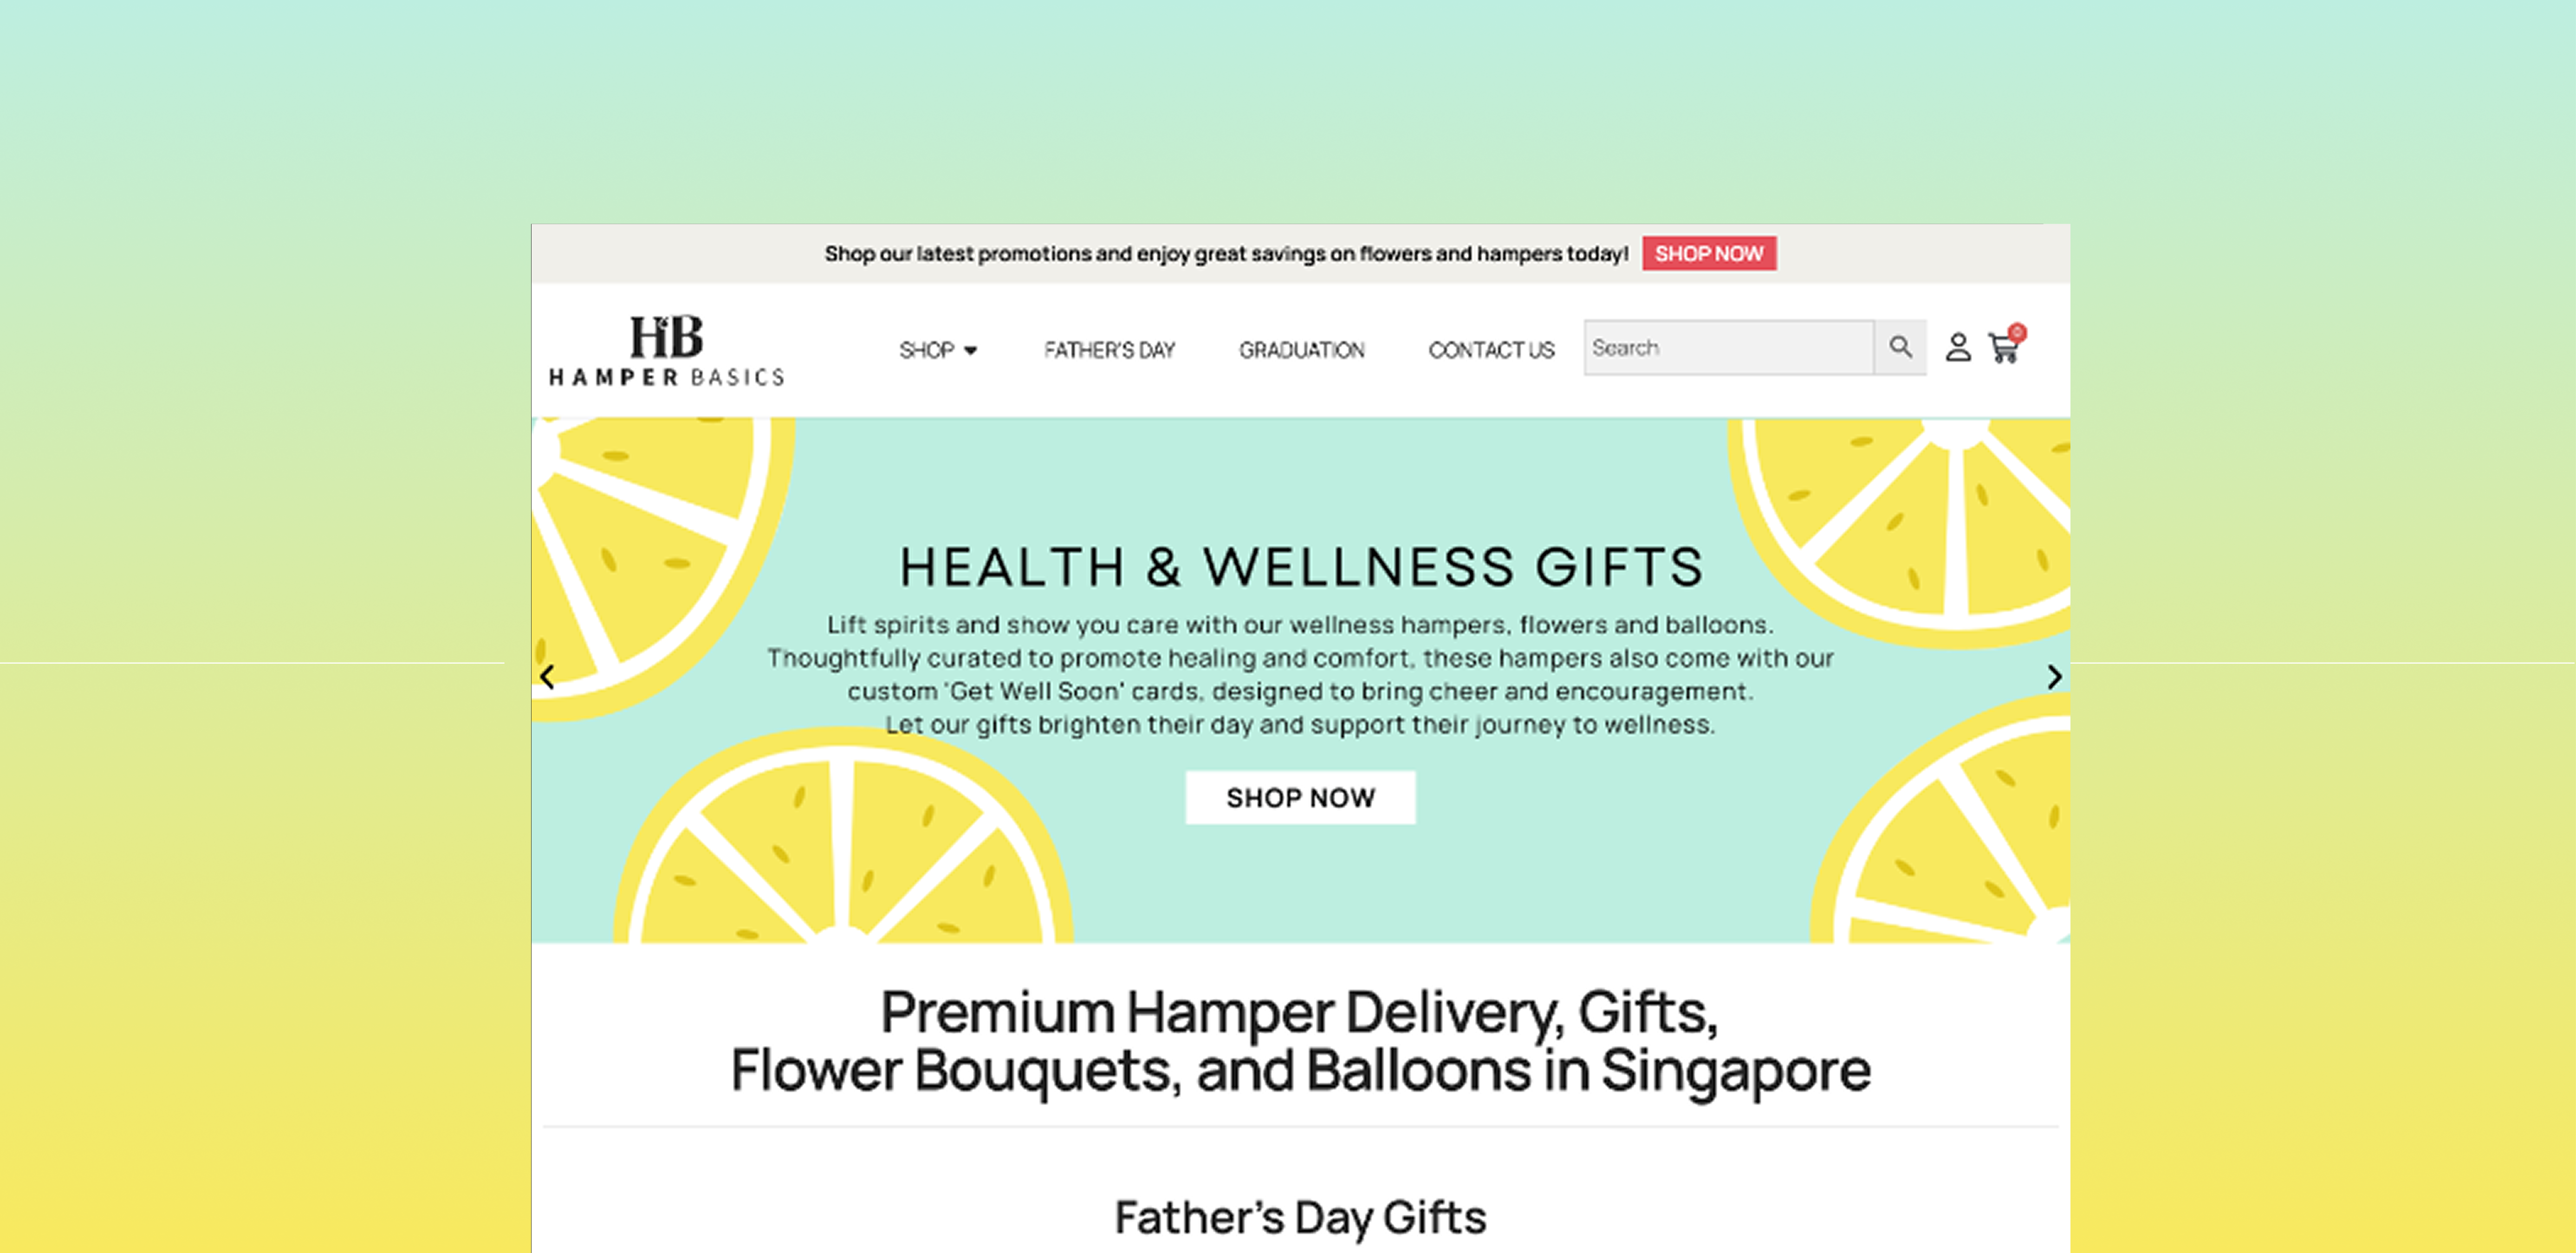 Shop our latest promotions and enjoy great savings on flowers and hampers today! SHOP NOW
HB
HAMPER BASICS
SHOP FATHER'S DAY GRADUATION CONTACT US Search 0
HEALTH & WELLNESS GIFTS
Lift spirits and show you care with our wellness hampers, flowers and balloons.
Thoughtfully curated to promote healing and comfort, these hampers also come with our
custom 'Get Well Soon' cards, designed to bring cheer and encouragement.
Let our gifts brighten their day and support their journey to wellness.
SHOP NOW
Premium Hamper Delivery, Gifts,
Flower Bouquets, and Balloons in Singapore
Father's Day Gifts